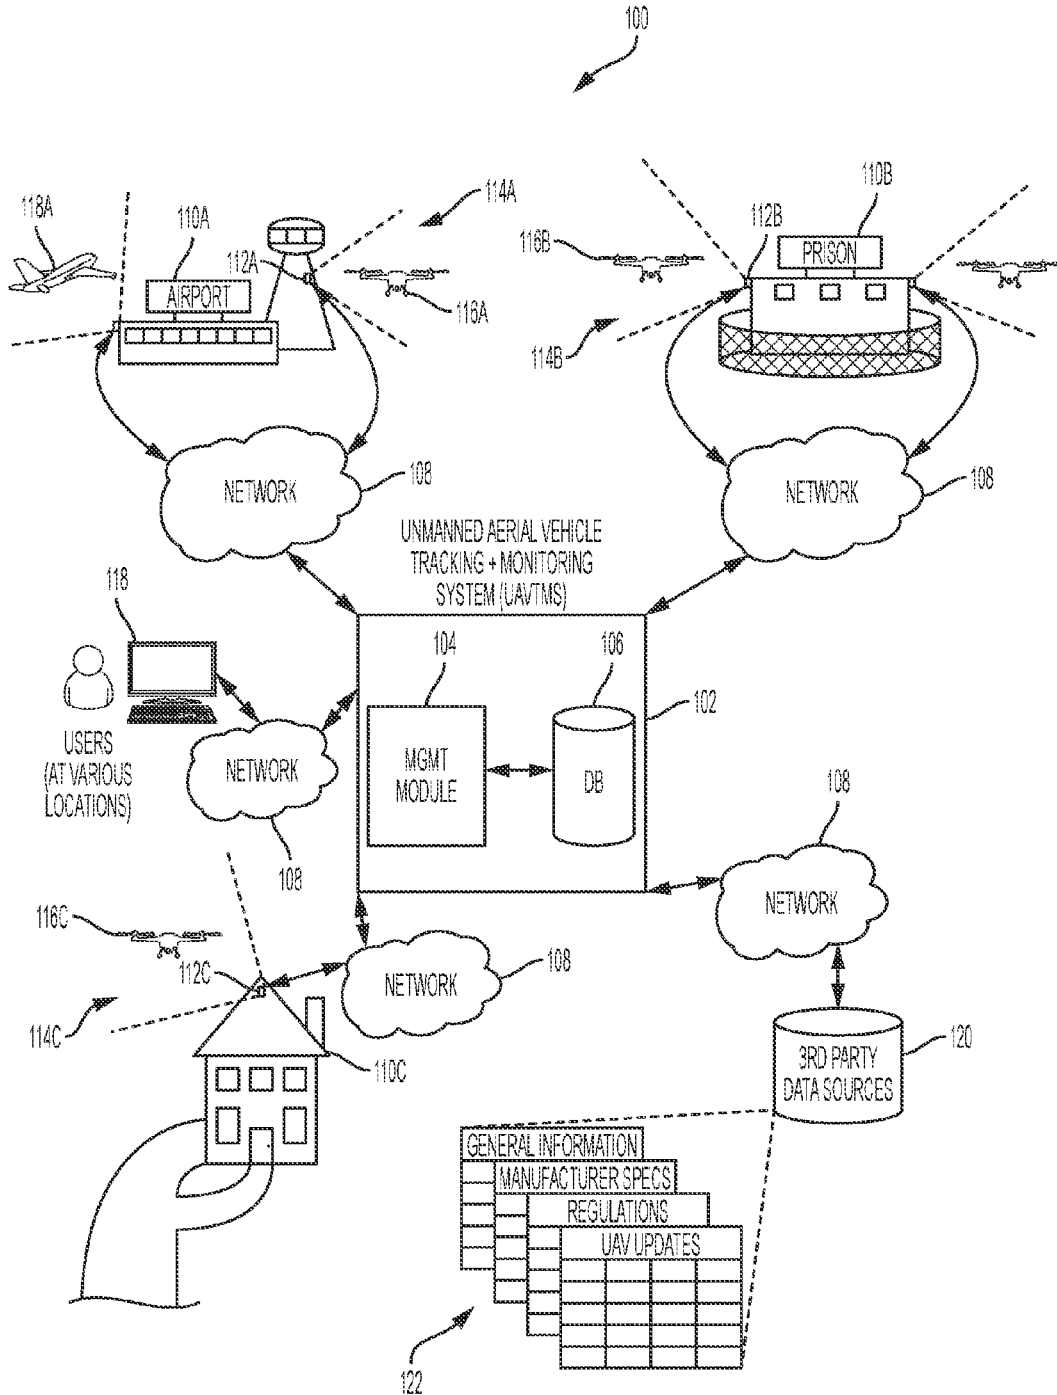 100
118A
110A
114A
112A
AIRPORT
116A
110B
112B
116B
PRISON
114B
NETWORK
108
NETWORK
108
UNMANNED AERIAL VEHICLE
TRACKING + MONITORING
SYSTEM (UAVTMS)
118
104
106
102
USERS
(AT VARIOUS
LOCATIONS)
NETWORK
108
MGMT
MODULE
DB
108
NETWORK
116C
112C
114C
NETWORK
108
110C
3RD PARTY
DATA SOURCES
120
GENERAL INFORMATION
MANUFACTURER SPECS
REGULATIONS
UAV UPDATES
122